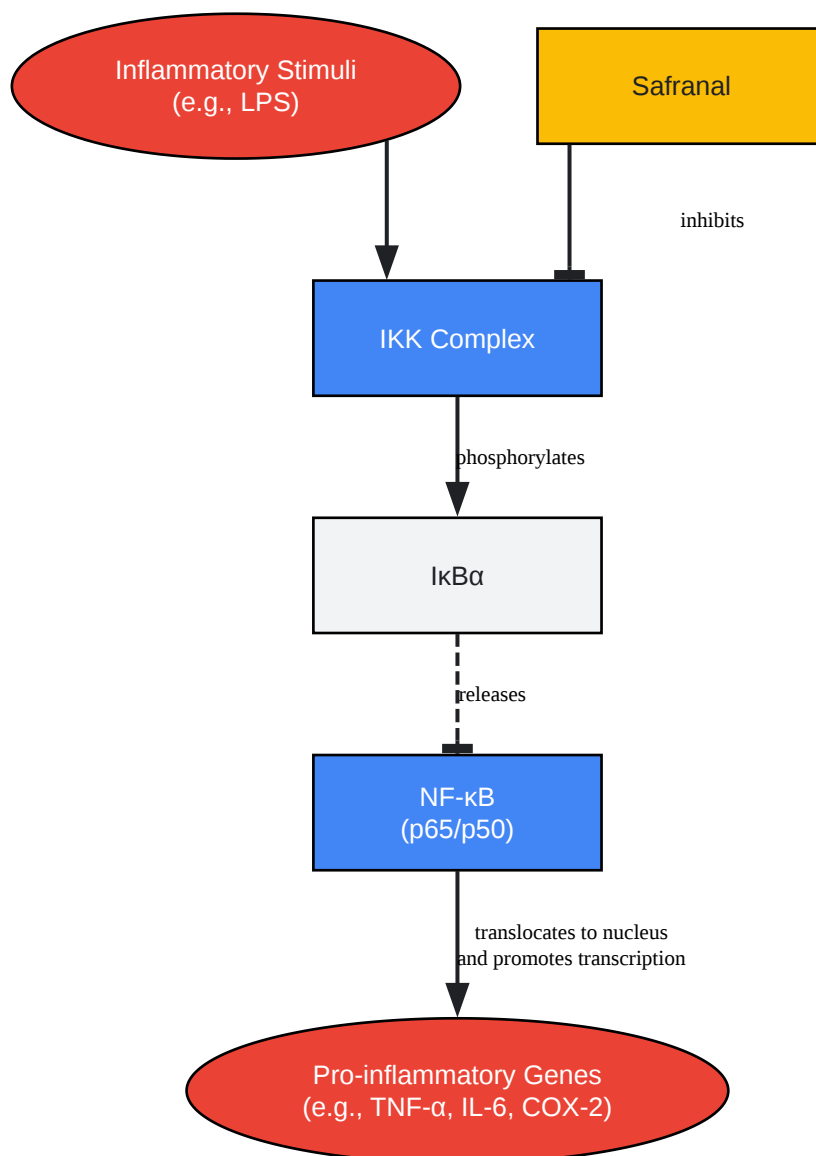 Inflammatory Stimuli
(e.g., LPS)
Safranal
inhibits
IKK Complex
phosphorylates
IκBα
releases
NF-κB
(p65/p50)
translocates to nucleus
and promotes transcription
Pro-inflammatory Genes
(e.g., TNF-α, IL-6, COX-2)